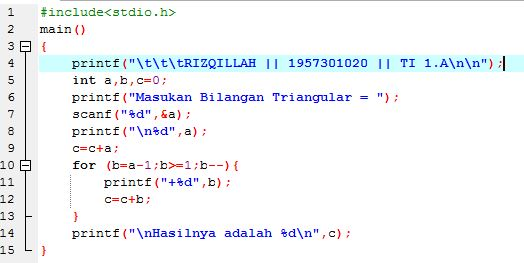 1 #include<stdio.h>
2 main()
3 {
4 printf("\t\t\tRIZQILLAH || 1957301020 || TI 1.A\n\n");
5 int a,b,c=0;
6 printf("Masukan Bilangan Triangular = ");
7 scanf("%d",&a);
8 printf("\n%d",a);
9 c=c+a;
10 for (b=a-1;b>=1;b--){
11 printf("+%d",b);
12 c=c+b;
13 }
14 printf("\nHasilnya adalah %d\n",c);
15 }